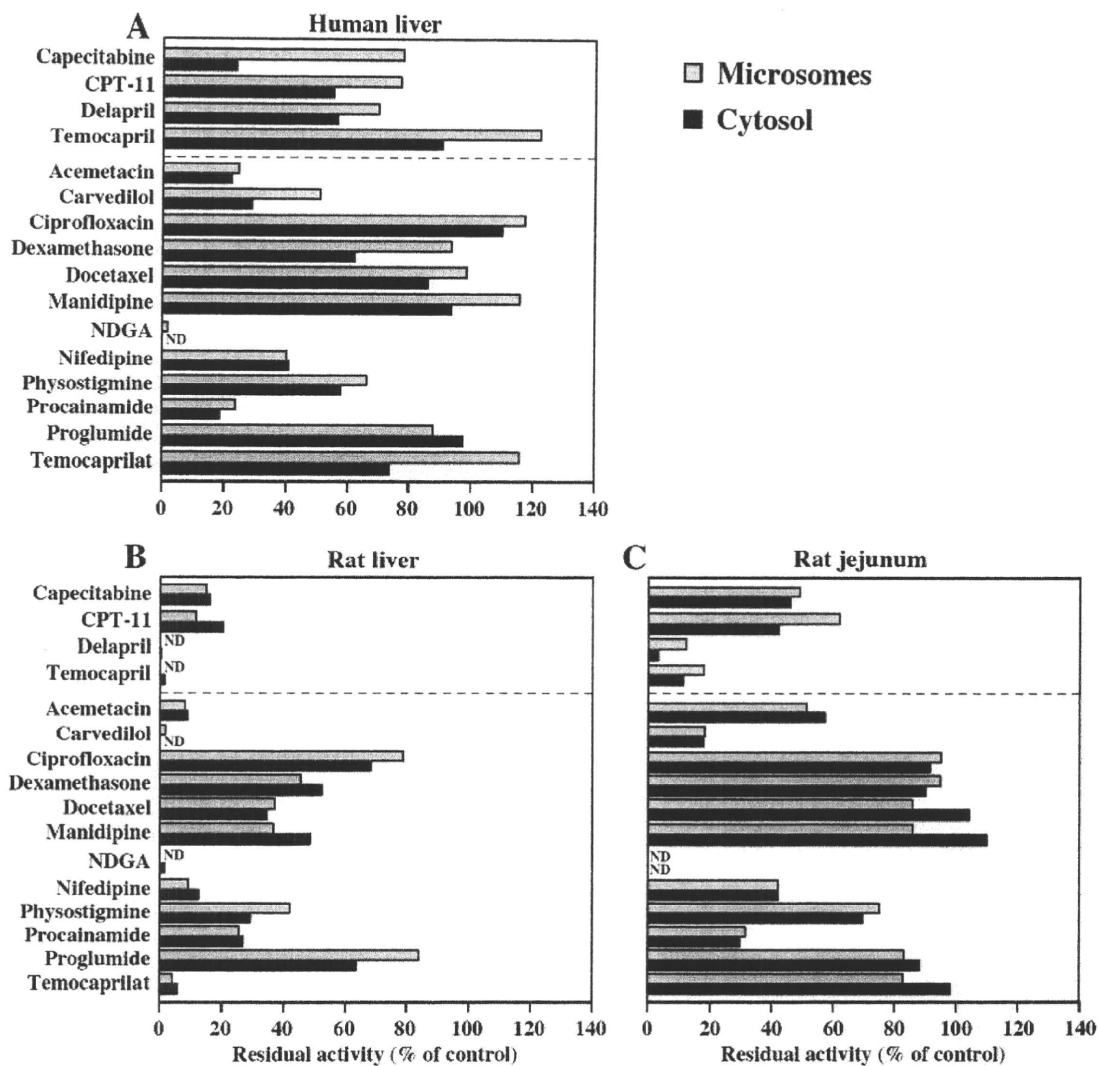 A
Human liver
Microsomes
Cytosol
Capecitabine
CPT-11
Delapril
Temocapril
Acemetacin
Carvedilol
Ciprofloxacin
Dexamethasone
Docetaxel
Manidipine
NDGA
ND
Nifedipine
Physostigmine
Procainamide
Proglumide
Temocaprilat
0 20 40 60 80 100 120 140
B
Rat liver
Capecitabine
CPT-11
Delapril ND
Temocapril ND
Acemetacin
Carvedilol ND
Ciprofloxacin
Dexamethasone
Docetaxel
Manidipine
NDGA ND
Nifedipine
Physostigmine
Procainamide
Proglumide
Temocaprilat
0 20 40 60 80 100 120 140
Residual activity (% of control)
C
Rat jejunum
ND
ND
0 20 40 60 80 100 120 140
Residual activity (% of control)